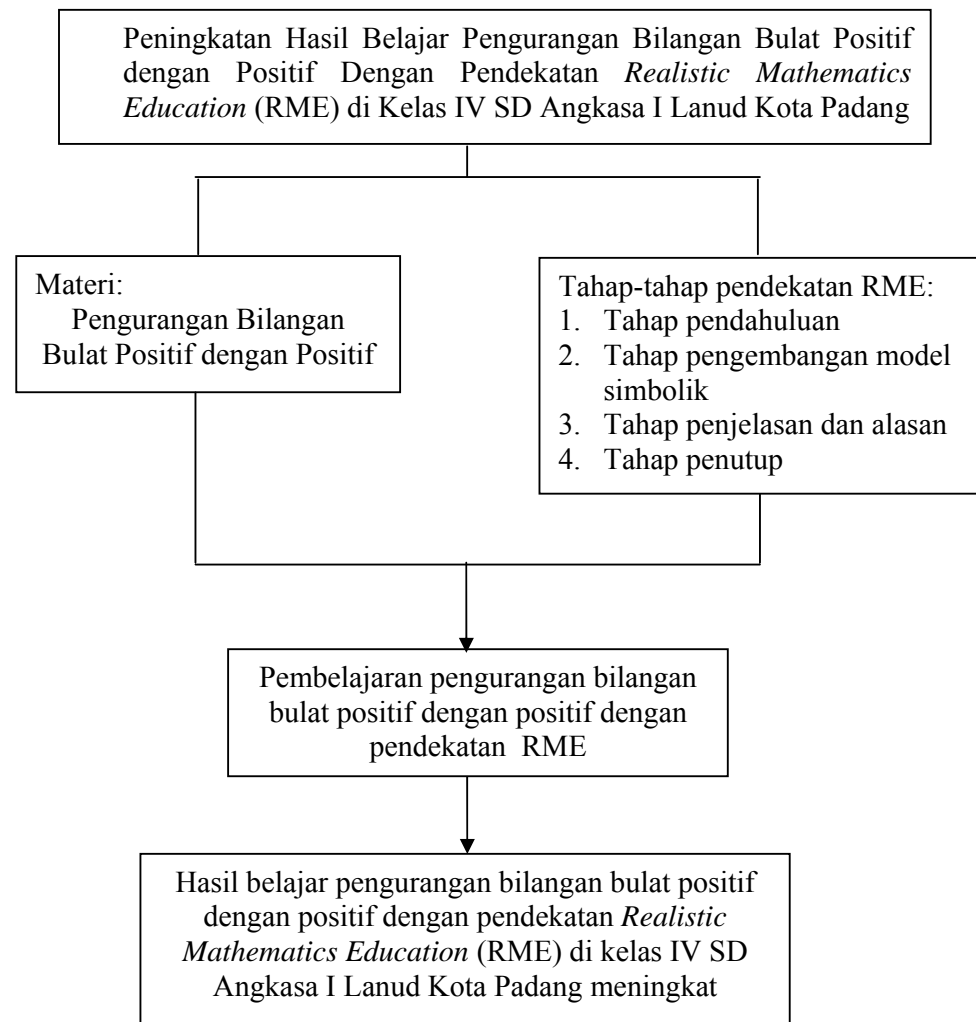 Peningkatan Hasil Belajar Pengurangan Bilangan Bulat Positif
dengan Positif Dengan Pendekatan Realistic Mathematics
Education (RME) di Kelas IV SD Angkasa I Lanud Kota Padang
Materi:
Pengurangan Bilangan
Bulat Positif dengan Positif
Tahap-tahap pendekatan RME:
1. Tahap pendahuluan
2. Tahap pengembangan model
simbolik
3. Tahap penjelasan dan alasan
4. Tahap penutup
Pembelajaran pengurangan bilangan
bulat positif dengan positif dengan
pendekatan RME
Hasil belajar pengurangan bilangan bulat positif
dengan positif dengan pendekatan Realistic
Mathematics Education (RME) di kelas IV SD
Angkasa I Lanud Kota Padang meningkat